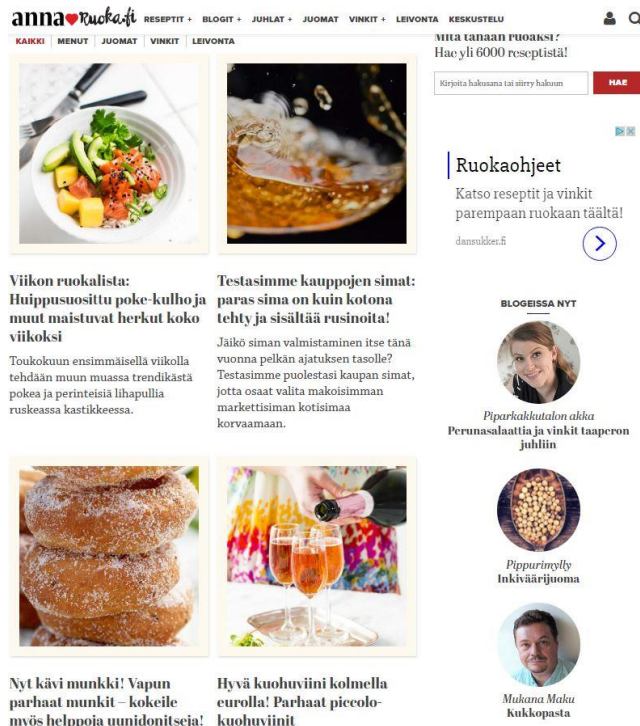 anna Ruoka.fi
RESEPTIT + BLOGIT + JUHLAT + JUOMAT VINKIT + LEIVONTA KESKUSTELU
KAIKKI MENUT JUOMAT VINKIT LEIVONTA
Viikon ruokalista:
Huippusuosittu poke-kulho ja
muut maistuvat herkut koko
viikoksi
Toukokuun ensimmäisellä viikolla
tehdään muun muassa trendikästä
pokea ja perinteisiä lihapullia
ruskeassa kastikkeessa.
Testasimme kauppojen simat:
paras sima on kuin kotona
tehty ja sisältää rusinoita!
Jäikö siman valmistaminen itse tänä
vuonna pelkän ajatuksen tasolle?
Testasimme puolestasi kaupan simat,
jotta osaat valita makoisimman
markettisiman kotisimaa
korvaamaan.
Nyt kävi munkki! Vapun
parhaat munkit – kokeile
myös helppoja uunidonitseja!
Hyvä kuohuviini kolmella
eurolla! Parhaat piccolo-
kuohuviinit
Mitä tänään ruoaksi?
Hae yli 6000 reseptistä!
Kirjoita hakusana tai siirry hakuun
HAE
Ruokaohjeet
Katso reseptit ja vinkit
parempaan ruokaan täältä!
dansukker.fi
BLOGEISSA NYT
Piparkakkutalon akka
Perunasalaattia ja vinkit taaperon
juhliin
Pippurimylly
Inkiväärijuoma
Mukana Maku
Kukkopasta